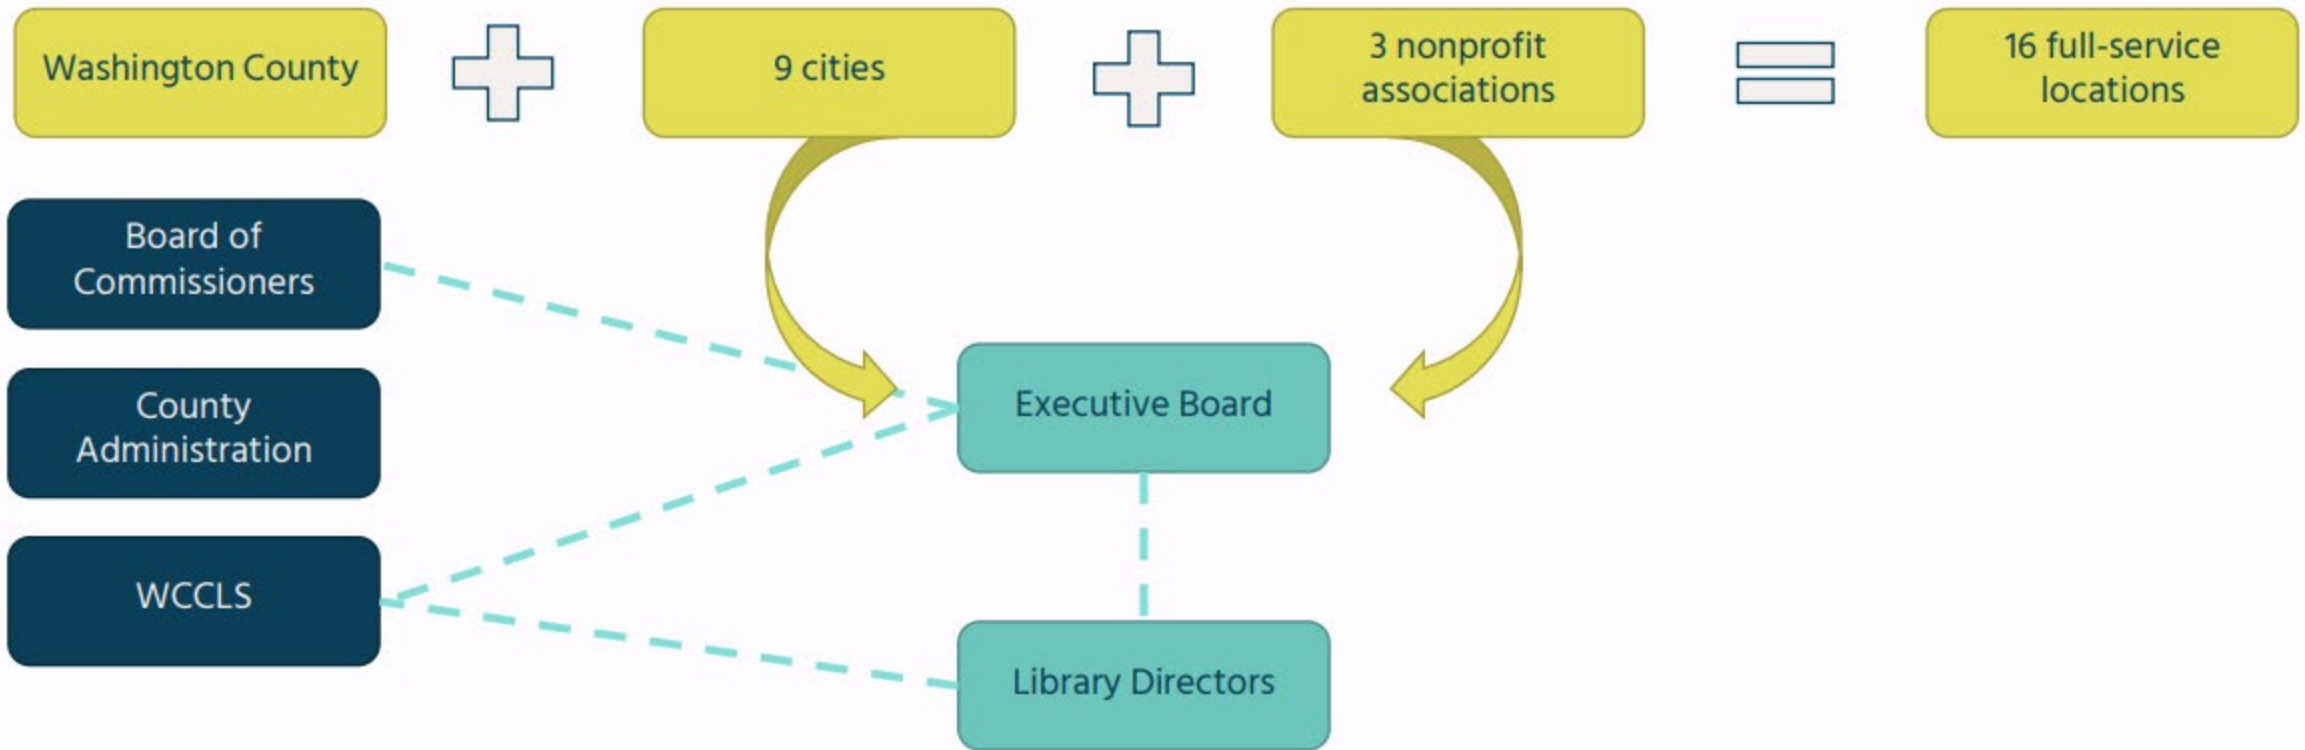 Washington County
9 cities
3 nonprofit
associations
16 full-service
locations
Board of
Commissioners
County
Administration
Executive Board
WCCLS
Library Directors